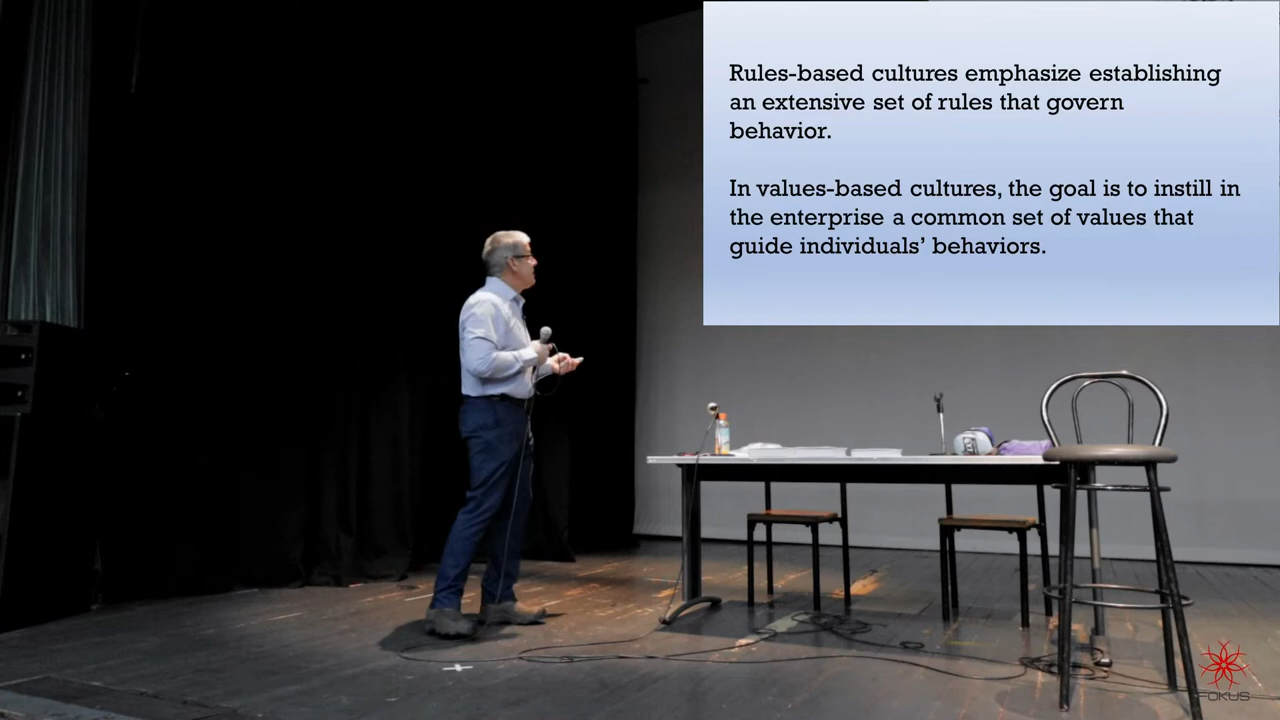 Rules-based cultures emphasize establishing
an extensive set of rules that govern
behavior.
In values-based cultures, the goal is to instill in
the enterprise a common set of values that
guide individuals’ behaviors.
FOKUS